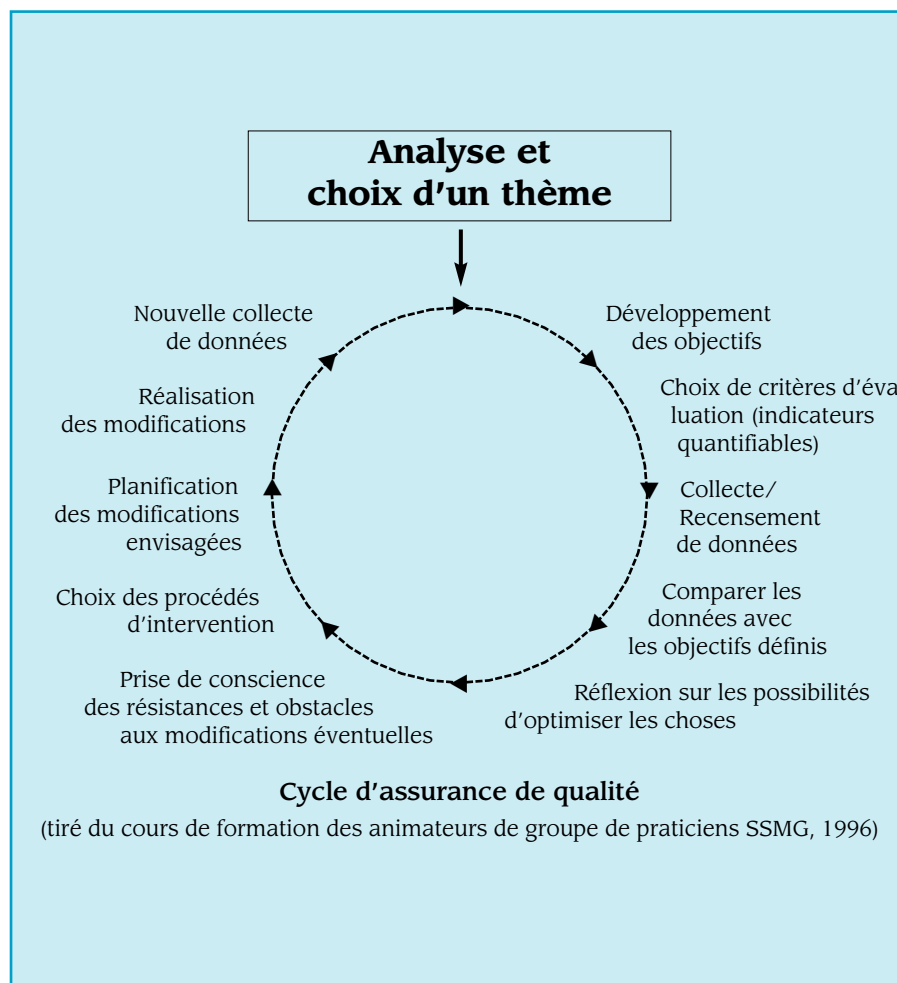 Analyse et
choix d'un thème
Développement
des objectifs
Choix de critères d'éva
luation (indicateurs
quantifiables)
Collecte/
Recensement
de données
Comparer les
données avec
les objectifs définis
Réflexion sur les possibilités
d'optimiser les choses
Prise de conscience
des résistances et obstacles
aux modifications éventuelles
Choix des procédés
d'intervention
Planification
des modifications
envisagées
Réalisation
des modifications
Nouvelle collecte
de données
Cycle d'assurance de qualité
(tiré du cours de formation des animateurs de groupe de praticiens SSMG, 1996)